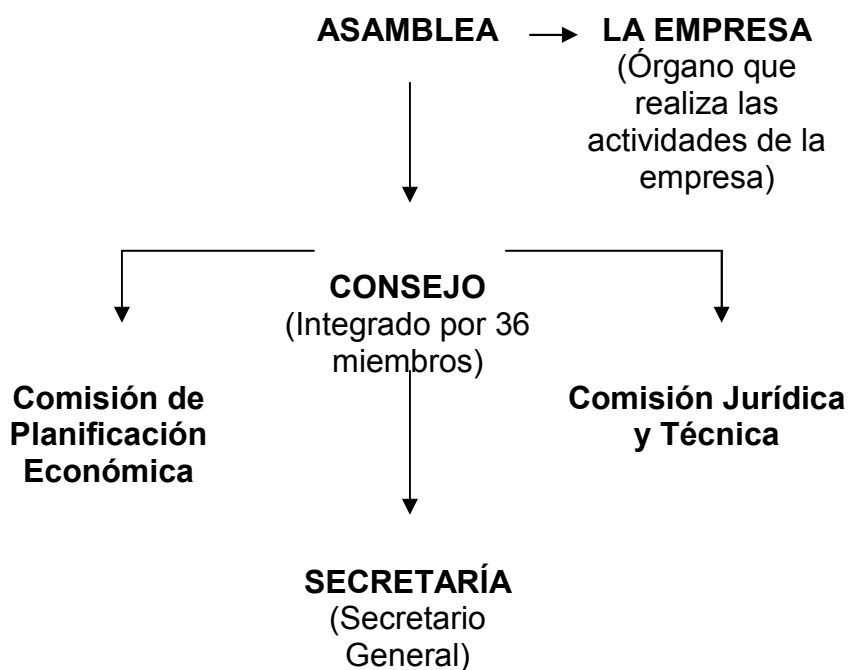 ASAMBLEA
LA EMPRESA
(Órgano que
realiza las
actividades de la
empresa)
CONSEJO
(Integrado por 36
miembros)
Comisión de
Planificación
Económica
Comisión Jurídica
y Técnica
SECRETARÍA
(Secretario
General)